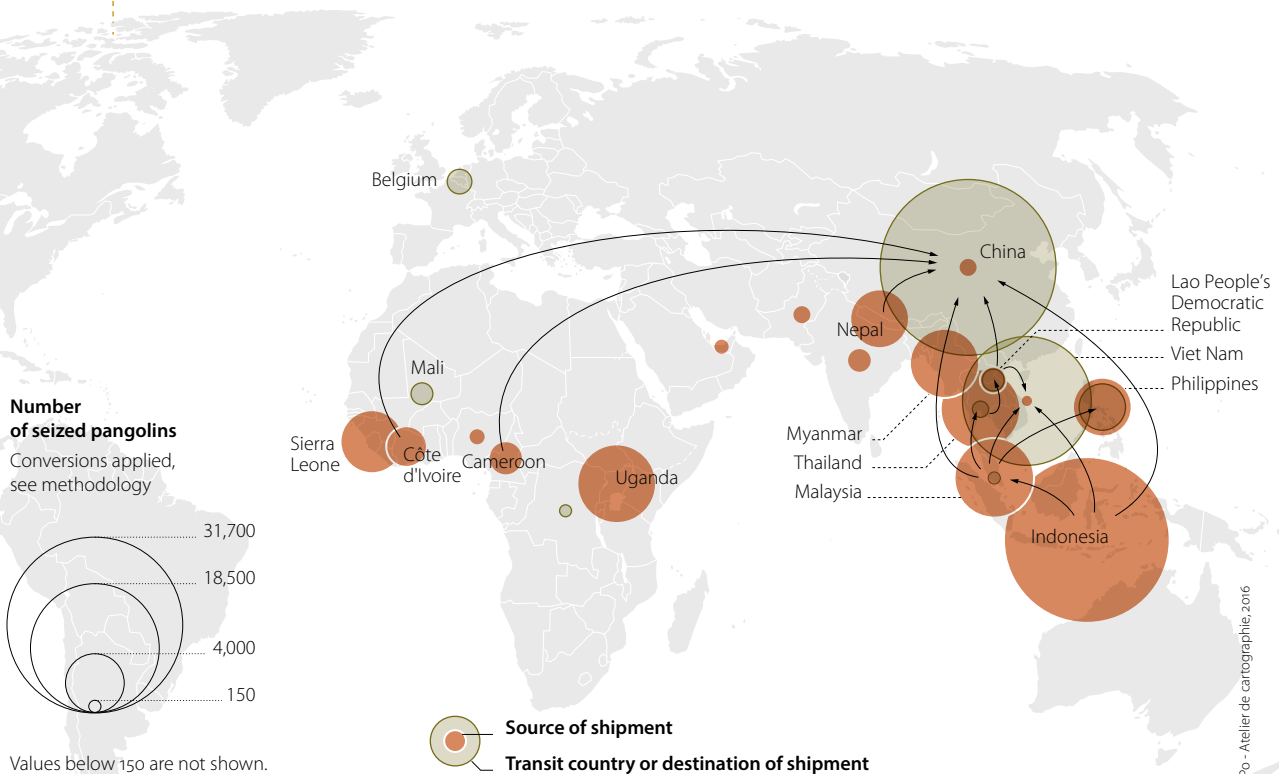 Belgium
China
Lao People's
Democratic
Republic
Nepal
Viet Nam
Mali
Philippines
Number
of seized pangolins
Conversions applied,
see methodology
Sierra
Leone
Côte
d'Ivoire
Cameroon
Uganda
Myanmar
Thailand
Malaysia
Indonesia
31,700
18,500
4,000
150
Values below 150 are not shown.
Source of shipment
Transit country or destination of shipment
Po - Atelier de cartographie, 2016